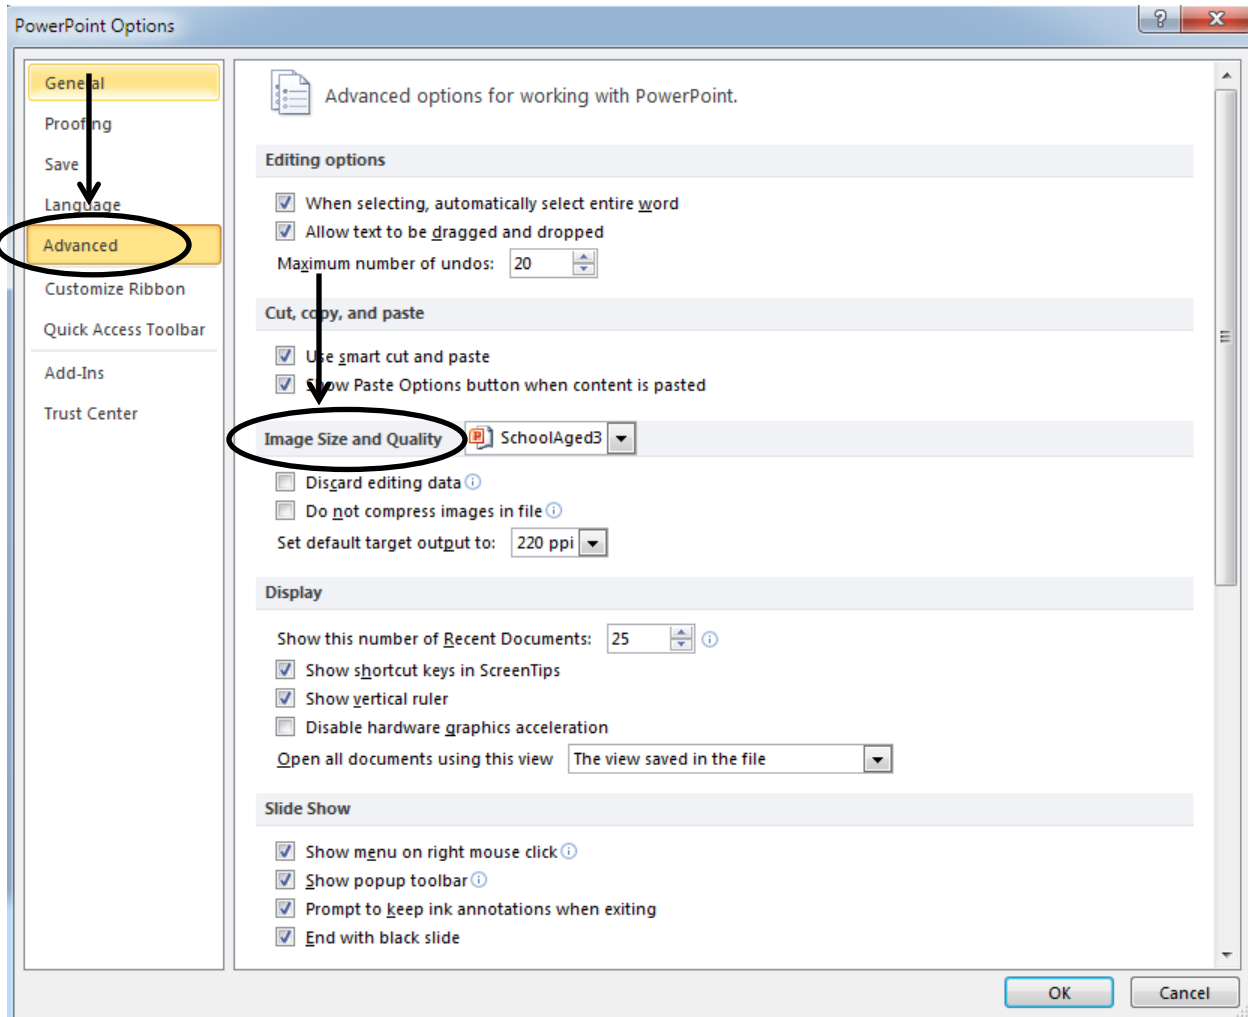 PowerPoint Options
?
X
General
Proofing
Save
Language
Advanced
Customize Ribbon
Quick Access Toolbar
Add-Ins
Trust Center
Advanced options for working with PowerPoint.
Editing options
When selecting, automatically select entire word
Allow text to be dragged and dropped
Maximum number of undos: 20
Cut, copy, and paste
Use smart cut and paste
Show Paste Options button when content is pasted
Image Size and Quality SchoolAged3
Discard editing data
Do not compress images in file
Set default target output to: 220 ppi
Display
Show this number of Recent Documents: 25
Show shortcut keys in ScreenTips
Show vertical ruler
Disable hardware graphics acceleration
Open all documents using this view The view saved in the file
Slide Show
Show menu on right mouse click
Show popup toolbar
Prompt to keep ink annotations when exiting
End with black slide
OK Cancel